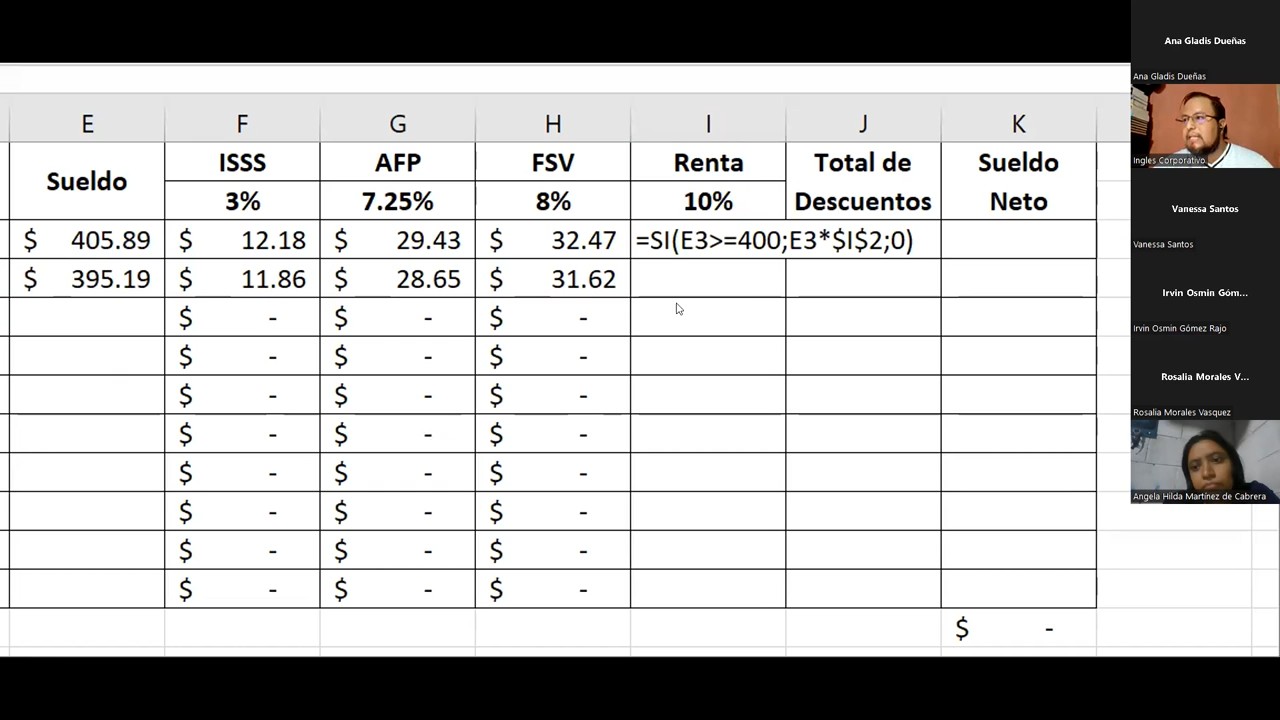 E F G H I J K
Sueldo ISSS AFP FSV Renta Total de Descuentos Sueldo Neto
3% 7.25% 8% 10%
$ 405.89 $ 12.18 $ 29.43 $ 32.47 =SI(E3>=400;E3*$I$2;0)
$ 395.19 $ 11.86 $ 28.65 $ 31.62
$ - $ - $ -
$ - $ - $ -
$ - $ - $ -
$ - $ - $ -
$ - $ - $ -
$ - $ - $ -
$ - $ - $ -
$ - $ - $ -
$ -
Ana Gladis Dueñas
Ana Gladis Dueñas
Ingles Corporativo
Vanessa Santos
Vanessa Santos
Irvin Osmin Góm...
Irvin Osmin Gómez Rajo
Rosalia Morales V...
Rosalia Morales Vasquez
Angela Hilda Martínez de Cabrera